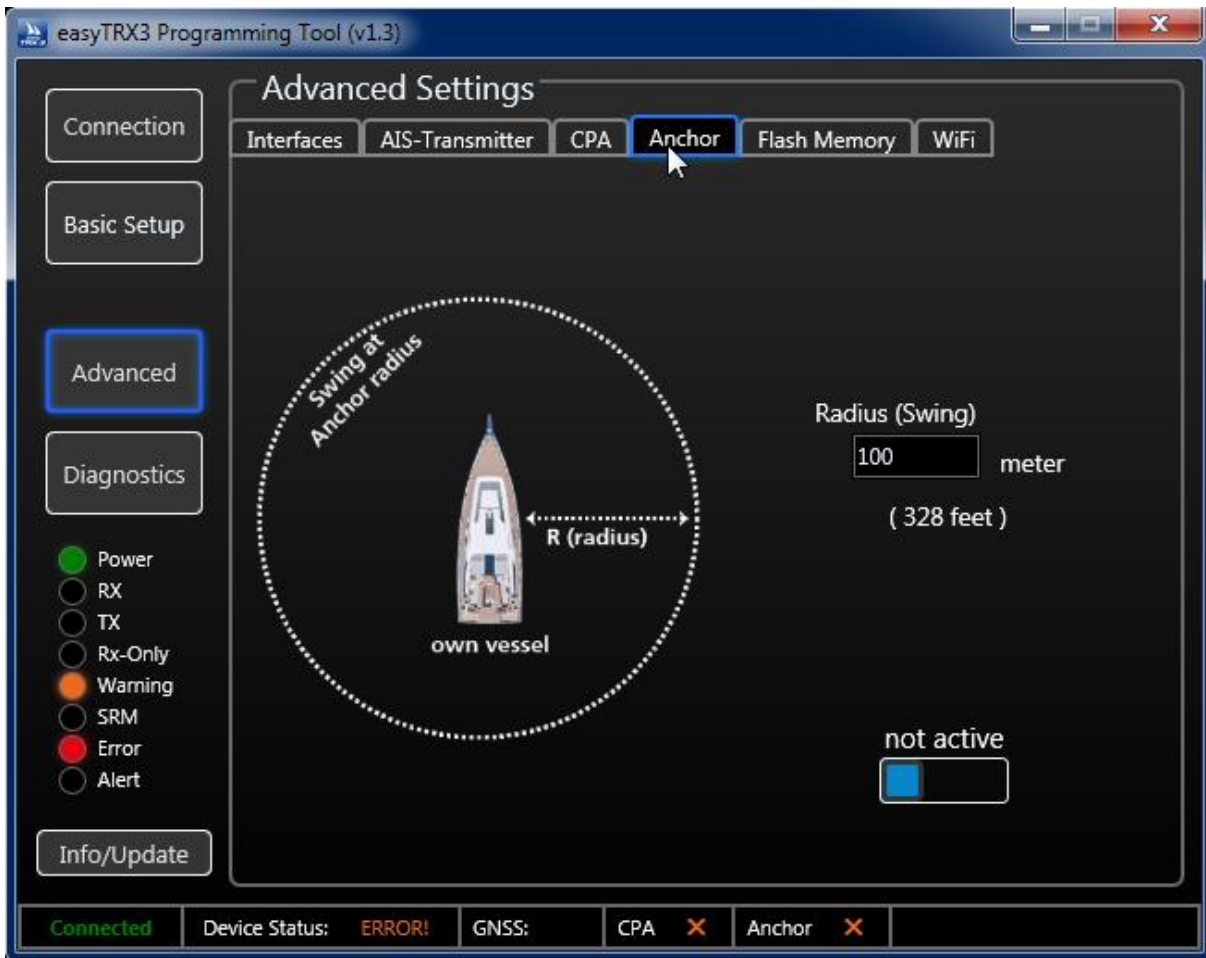 easyTRX3 Programming Tool (v1.3)
Advanced Settings
Interfaces AIS-Transmitter CPA Anchor Flash Memory WiFi
Connection
Basic Setup
Advanced
Diagnostics
Power
RX
TX
Rx-Only
Warning
SRM
Error
Alert
Info/Update
Swing at
Anchor radius
R (radius)
own vessel
Radius (Swing)
100 meter
( 328 feet )
not active
Connected Device Status: ERROR! GNSS: CPA ✕ Anchor ✕